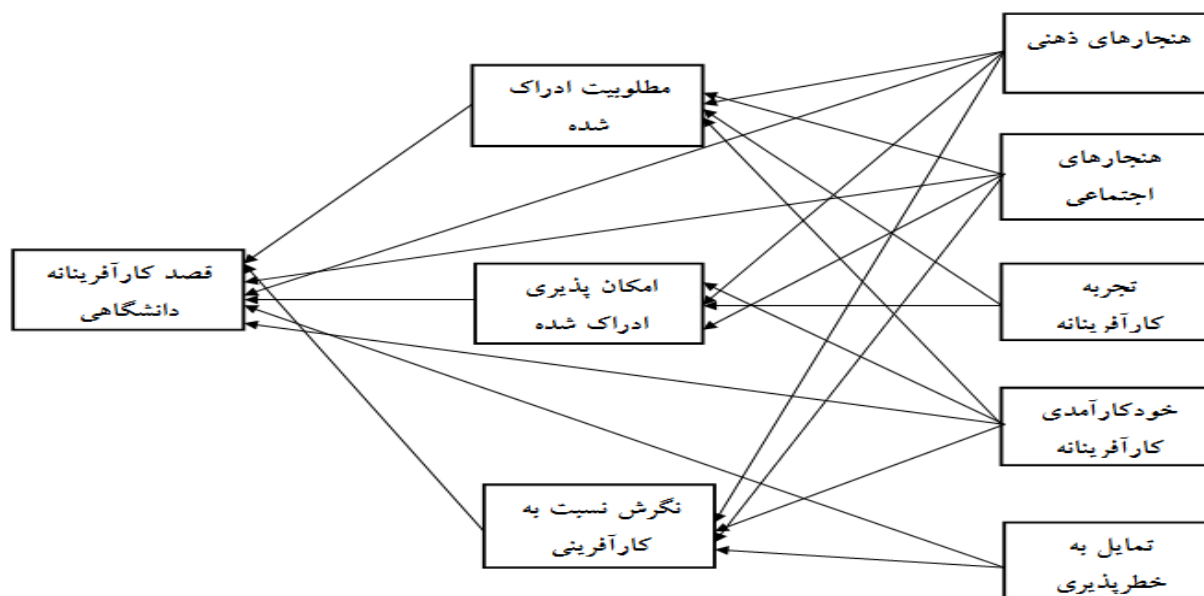 هنجارهای ذهنی
مطلوبیت ادراک
شده
هنجارهای
اجتماعی
قصد کارآفرینانه
دانشگاهی
امکان پذیری
ادراک شده
تجربه
کارآفرینانه
خودکارآمدی
کارآفرینانه
نگرش نسبت به
کارآفرینی
تمایل به
خطرپذیری